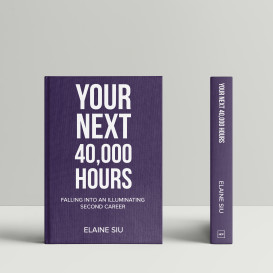 YOUR
NEXT
40,000
HOURS
FALLING INTO AN ILLUMINATING
SECOND CAREER
ELAINE SIU
YOUR NEXT 40,000 HOURS
ELAINE SIU